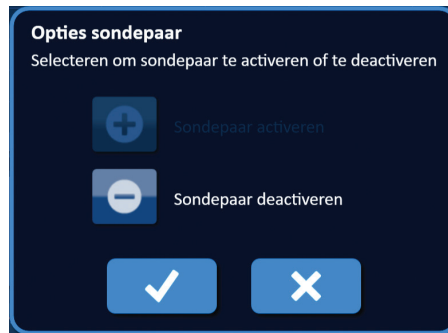 Opties sondepaar
Selecteren om sondepaar te activeren of te deactiveren
Sondepaar activeren
Sondepaar deactiveren